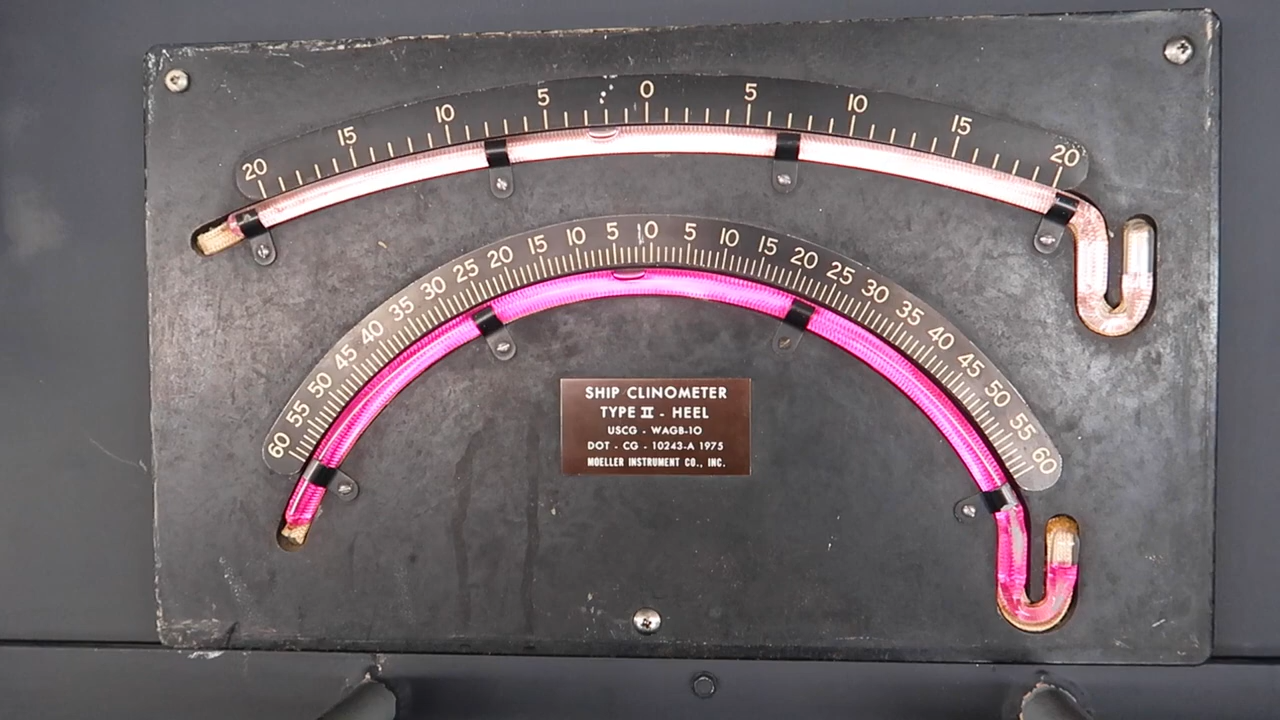 20 15 10 5 0 5 10 15 20
60 55 50 45 40 35 30 25 20 15 10 5 0 5 10 15 20 25 30 35 40 45 50 55 60
SHIP CLINOMETER
TYPE II - HEEL
USCG - WAGB-10
DOT - CG - 10243-A 1975
MOELLER INSTRUMENT CO., INC.